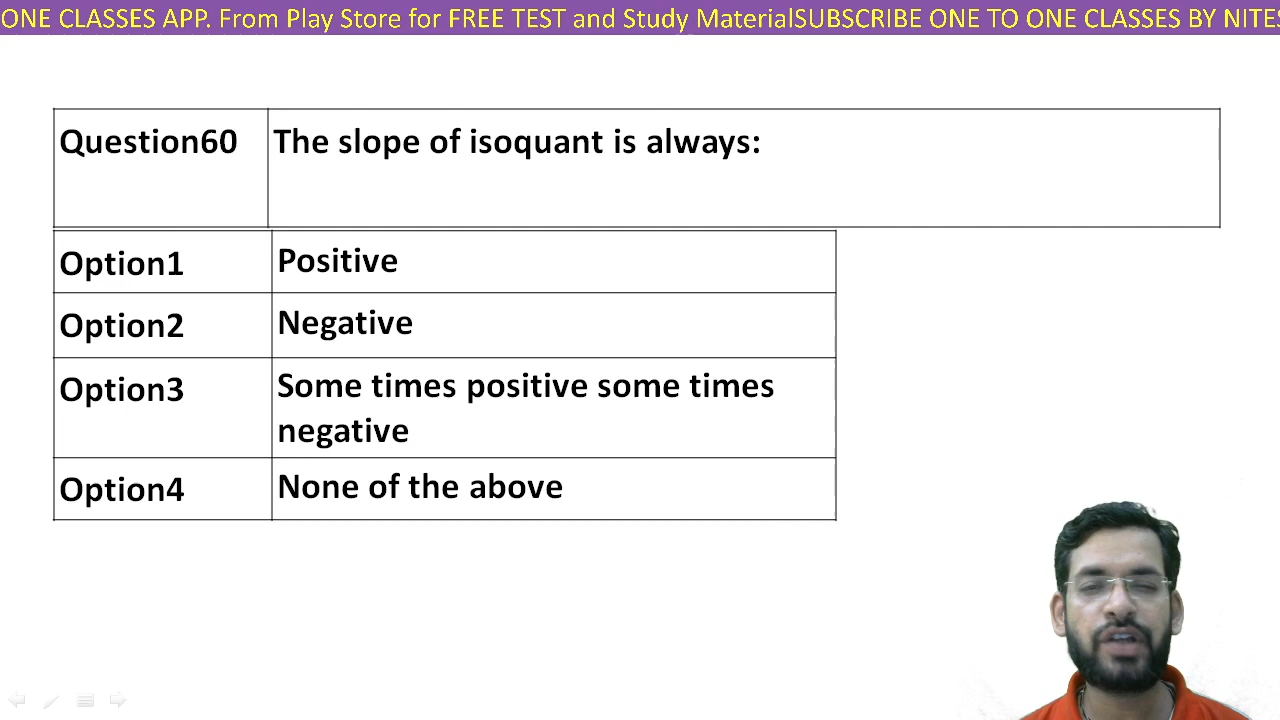 ONE CLASSES APP. From Play Store for FREE TEST and Study MaterialSUBSCRIBE ONE TO ONE CLASSES BY NITES
Question60 The slope of isoquant is always:
Option1 Positive
Option2 Negative
Option3 Some times positive some times
negative
Option4 None of the above